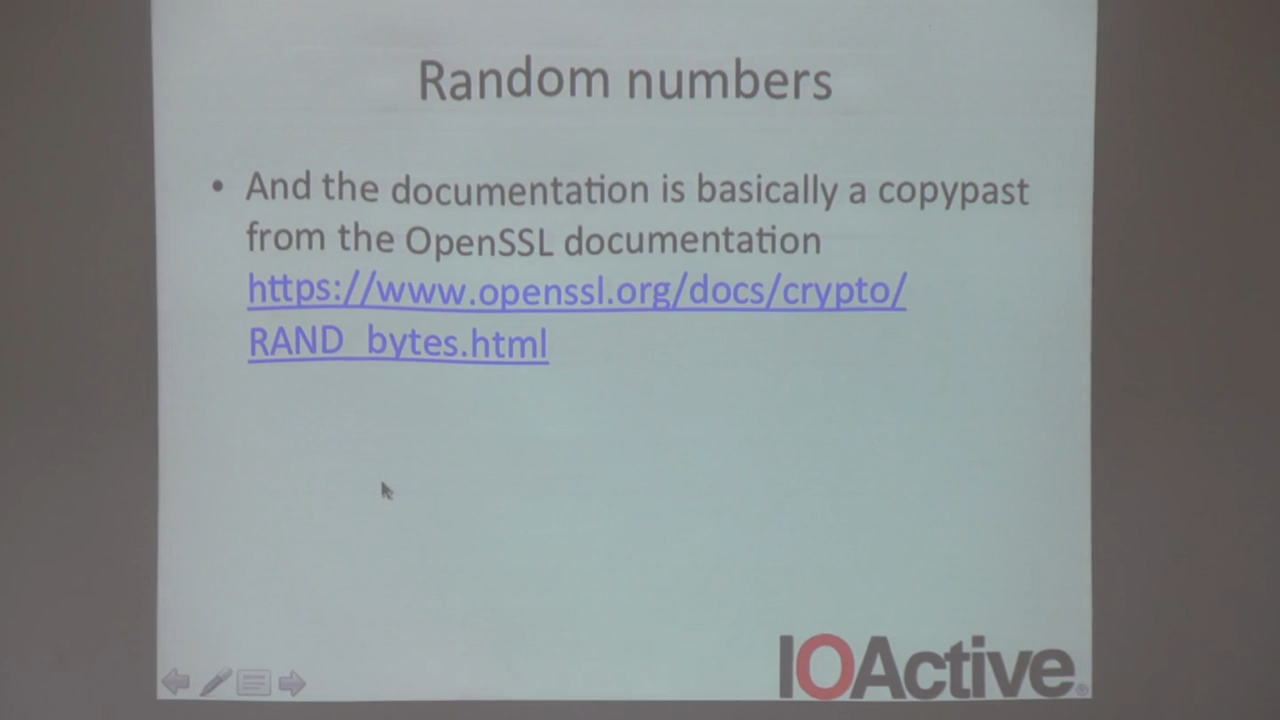 Random numbers
• And the documentation is basically a copypast
from the OpenSSL documentation
https://www.openssl.org/docs/crypto/
RAND_bytes.html
IOActive®